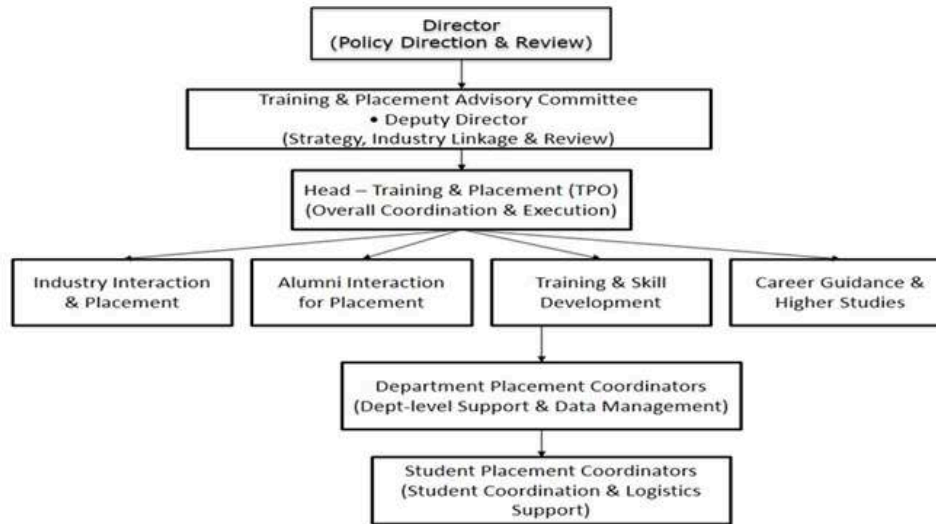 Director
(Policy Direction & Review)
Training & Placement Advisory Committee
• Deputy Director
(Strategy, Industry Linkage & Review)
Head – Training & Placement (TPO)
(Overall Coordination & Execution)
Industry Interaction
& Placement
Alumni Interaction
for Placement
Training & Skill
Development
Career Guidance &
Higher Studies
Department Placement Coordinators
(Dept-level Support & Data Management)
Student Placement Coordinators
(Student Coordination & Logistics
Support)